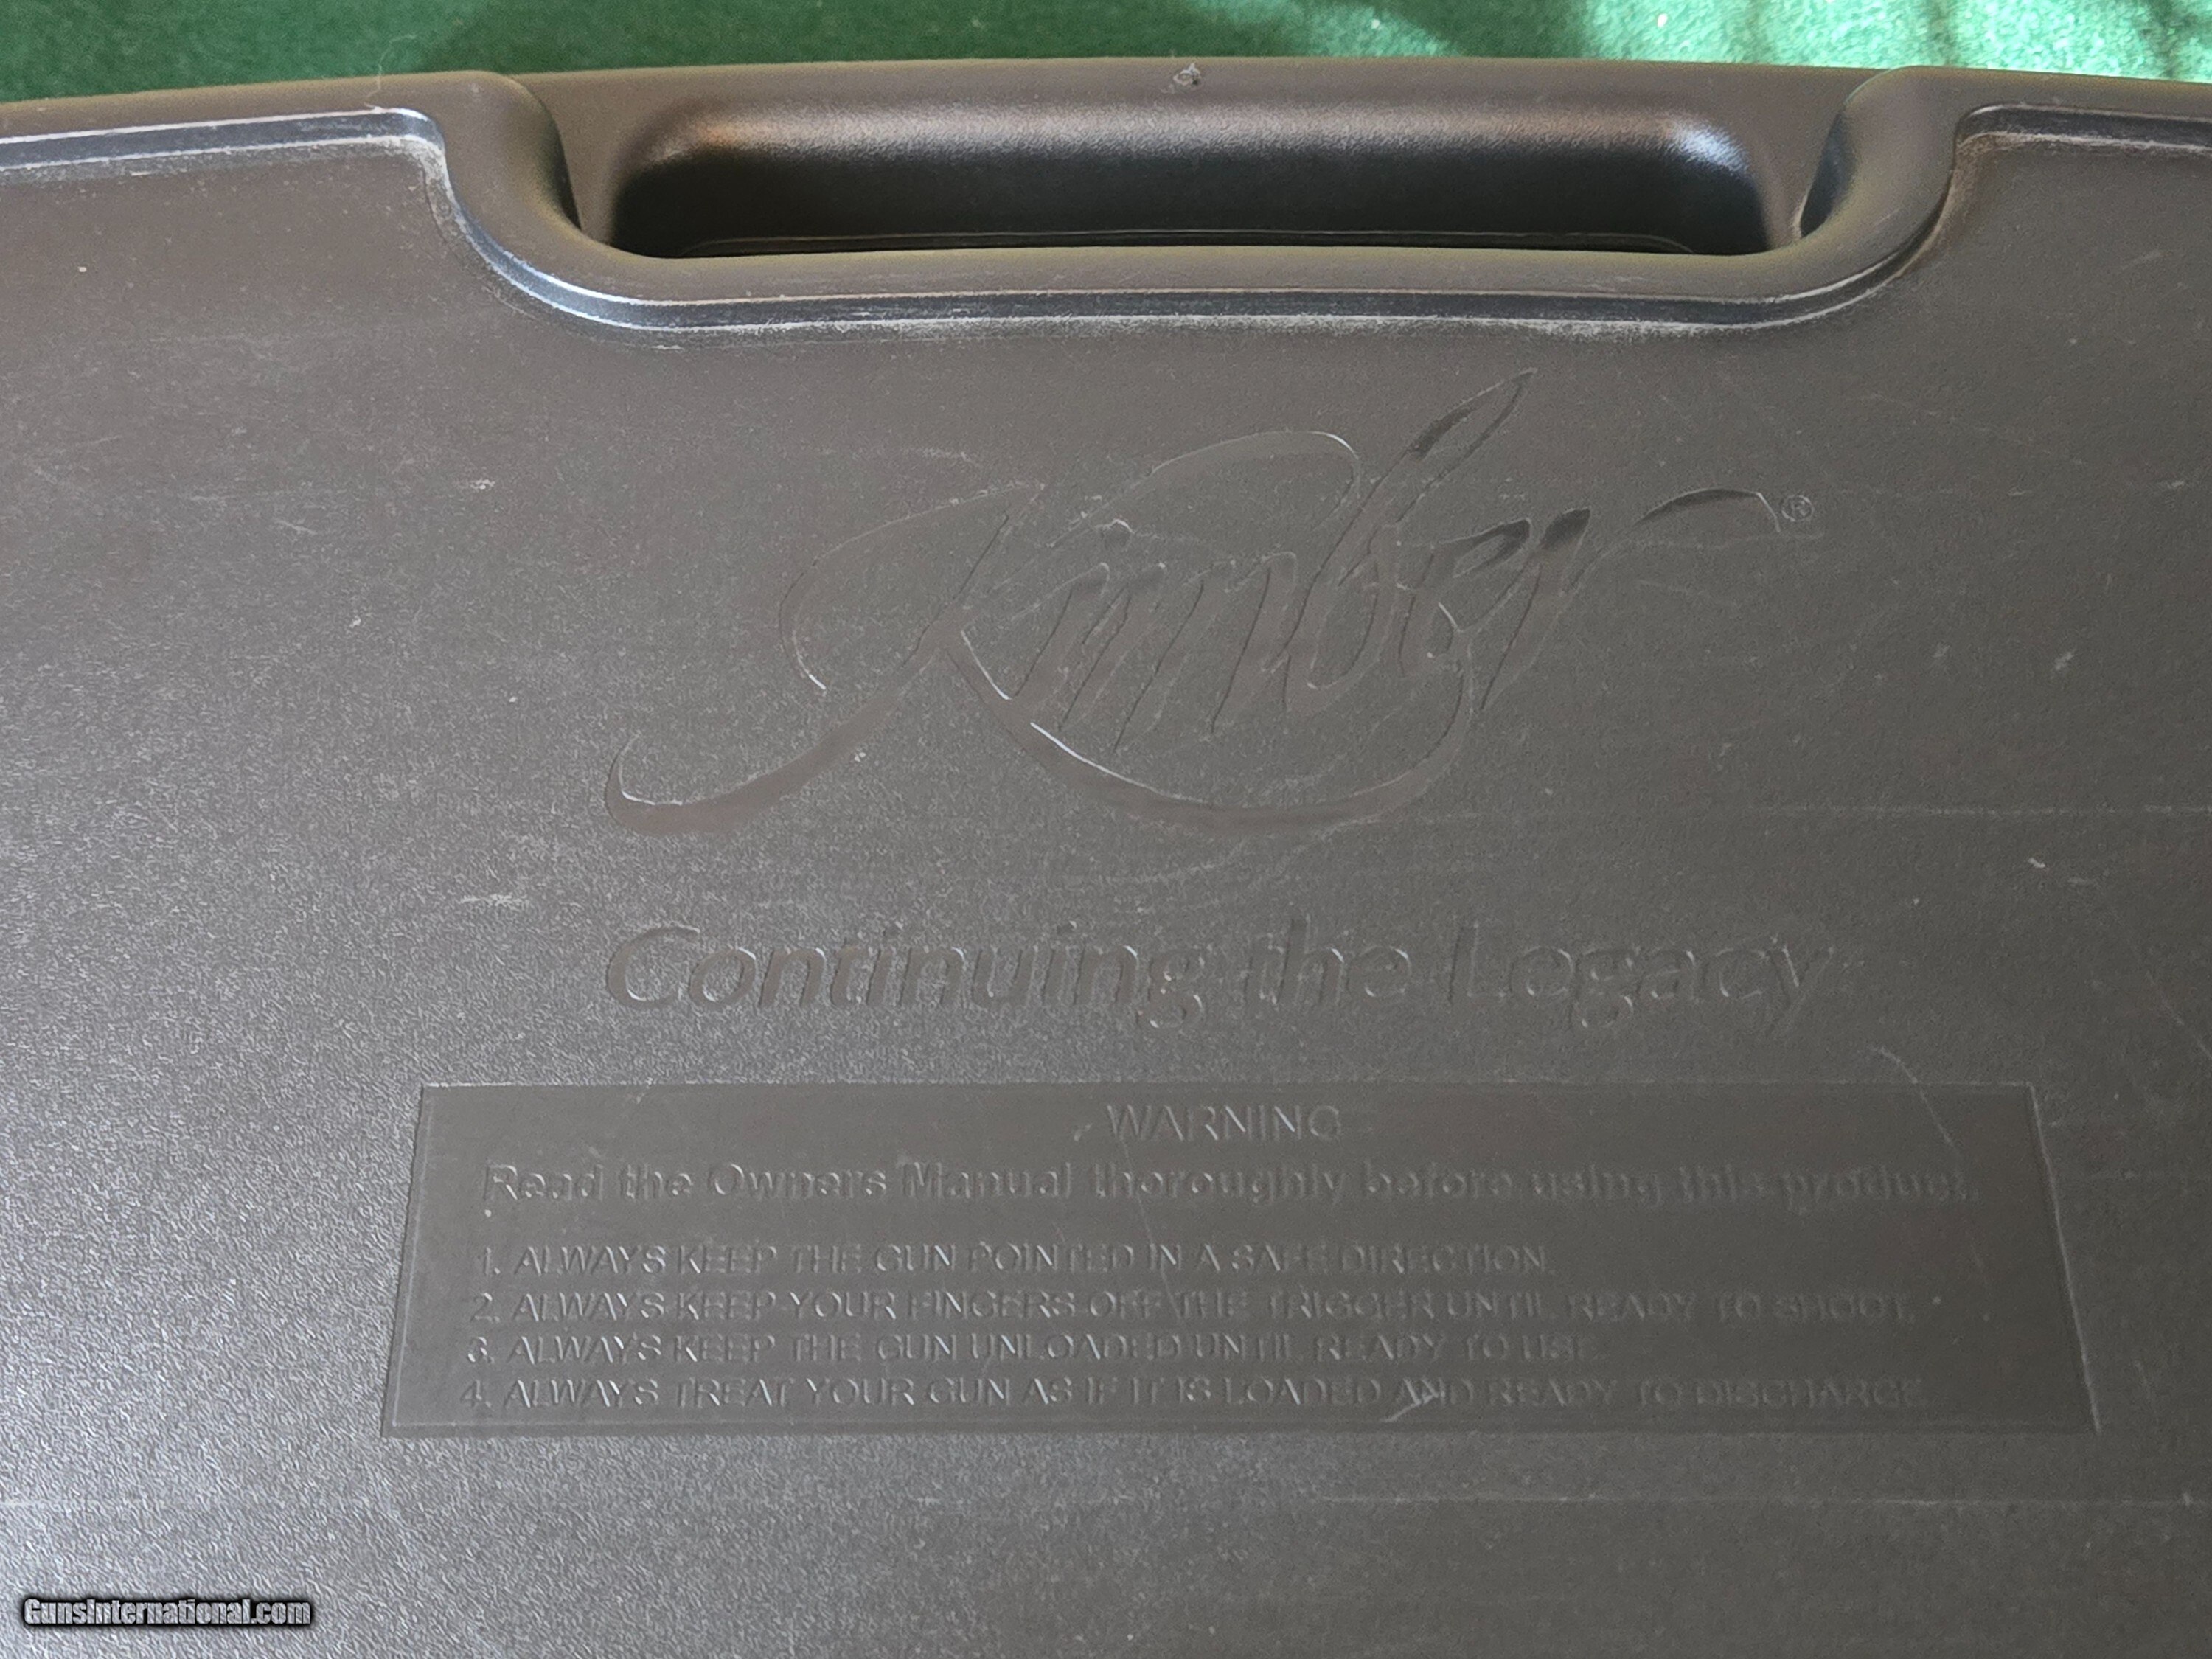 Kimber®
Continuing the Legacy
WARNING
Read the Owners Manual thoroughly before using this product.
1. ALWAYS KEEP THE GUN POINTED IN A SAFE DIRECTION.
2. ALWAYS KEEP YOUR FINGERS OFF THE TRIGGER UNTIL READY TO SHOOT.
3. ALWAYS KEEP THE GUN UNLOADED UNTIL READY TO USE.
4. ALWAYS TREAT YOUR GUN AS IF IT IS LOADED AND READY TO DISCHARGE.
GunsInternational.com